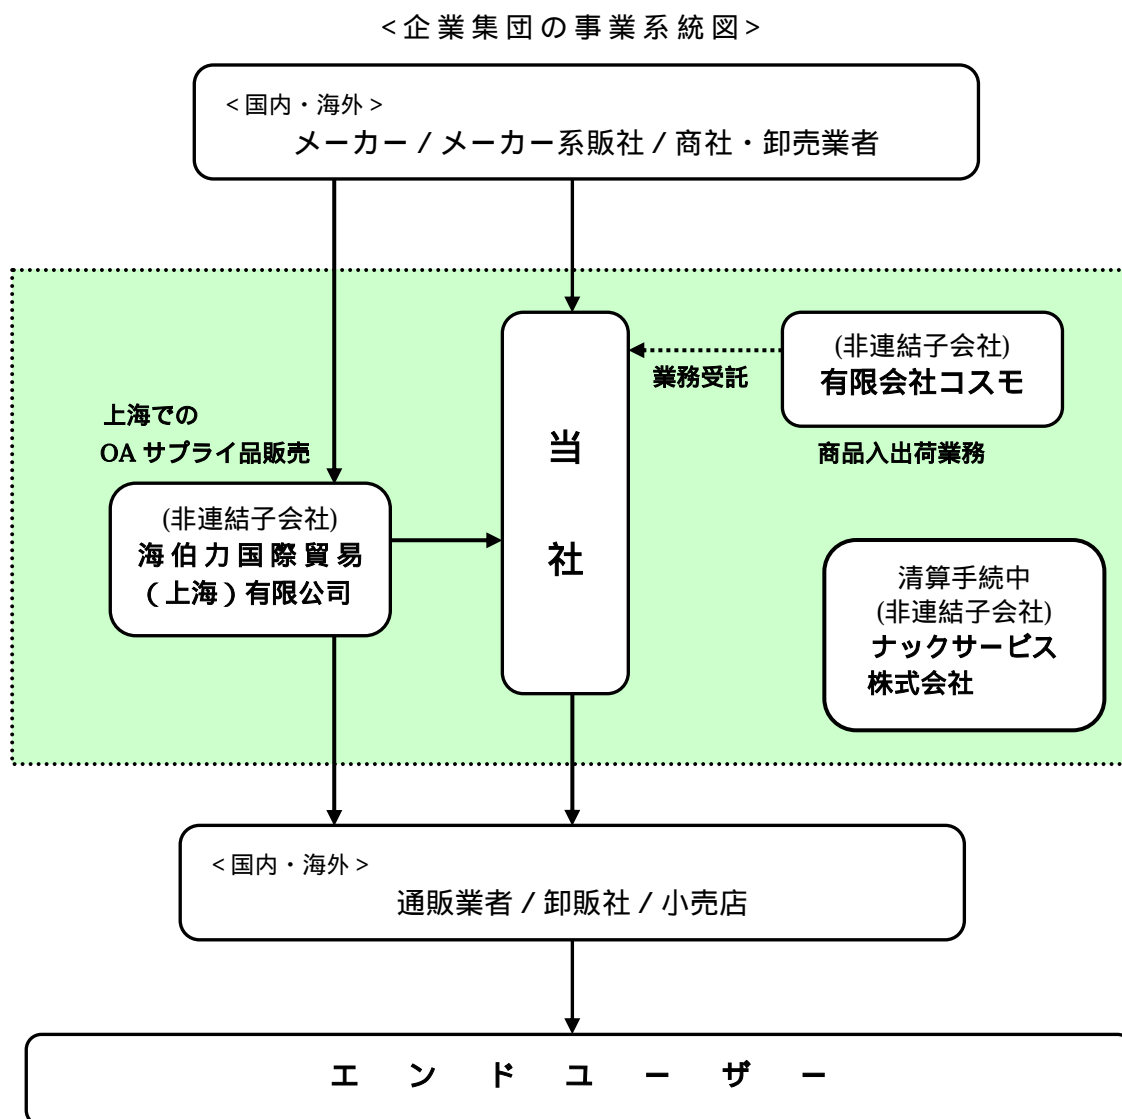 <企業集団の事業系統図>
<国内・海外>
メーカー/メーカー系販社/商社・卸売業者
(非連結子会社)
有限会社コスモ
業務受託
商品入出荷業務
当
社
上海での
OA サプライ品販売
(非連結子会社)
海伯力国際貿易
(上海)有限公司
清算手続中
(非連結子会社)
ナックサービス
株式会社
<国内・海外>
通販業者/卸販社/小売店
エンドユーザー